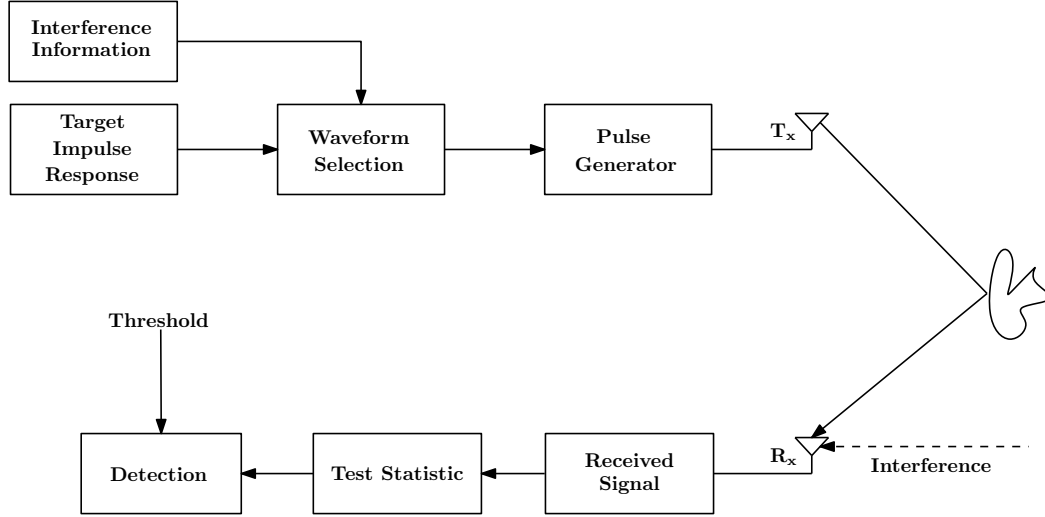 Interference
Information
Target
Impulse
Response
Waveform
Selection
Pulse
Generator
Tx
Threshold
Detection
Test Statistic
Received
Signal
Rx
Interference